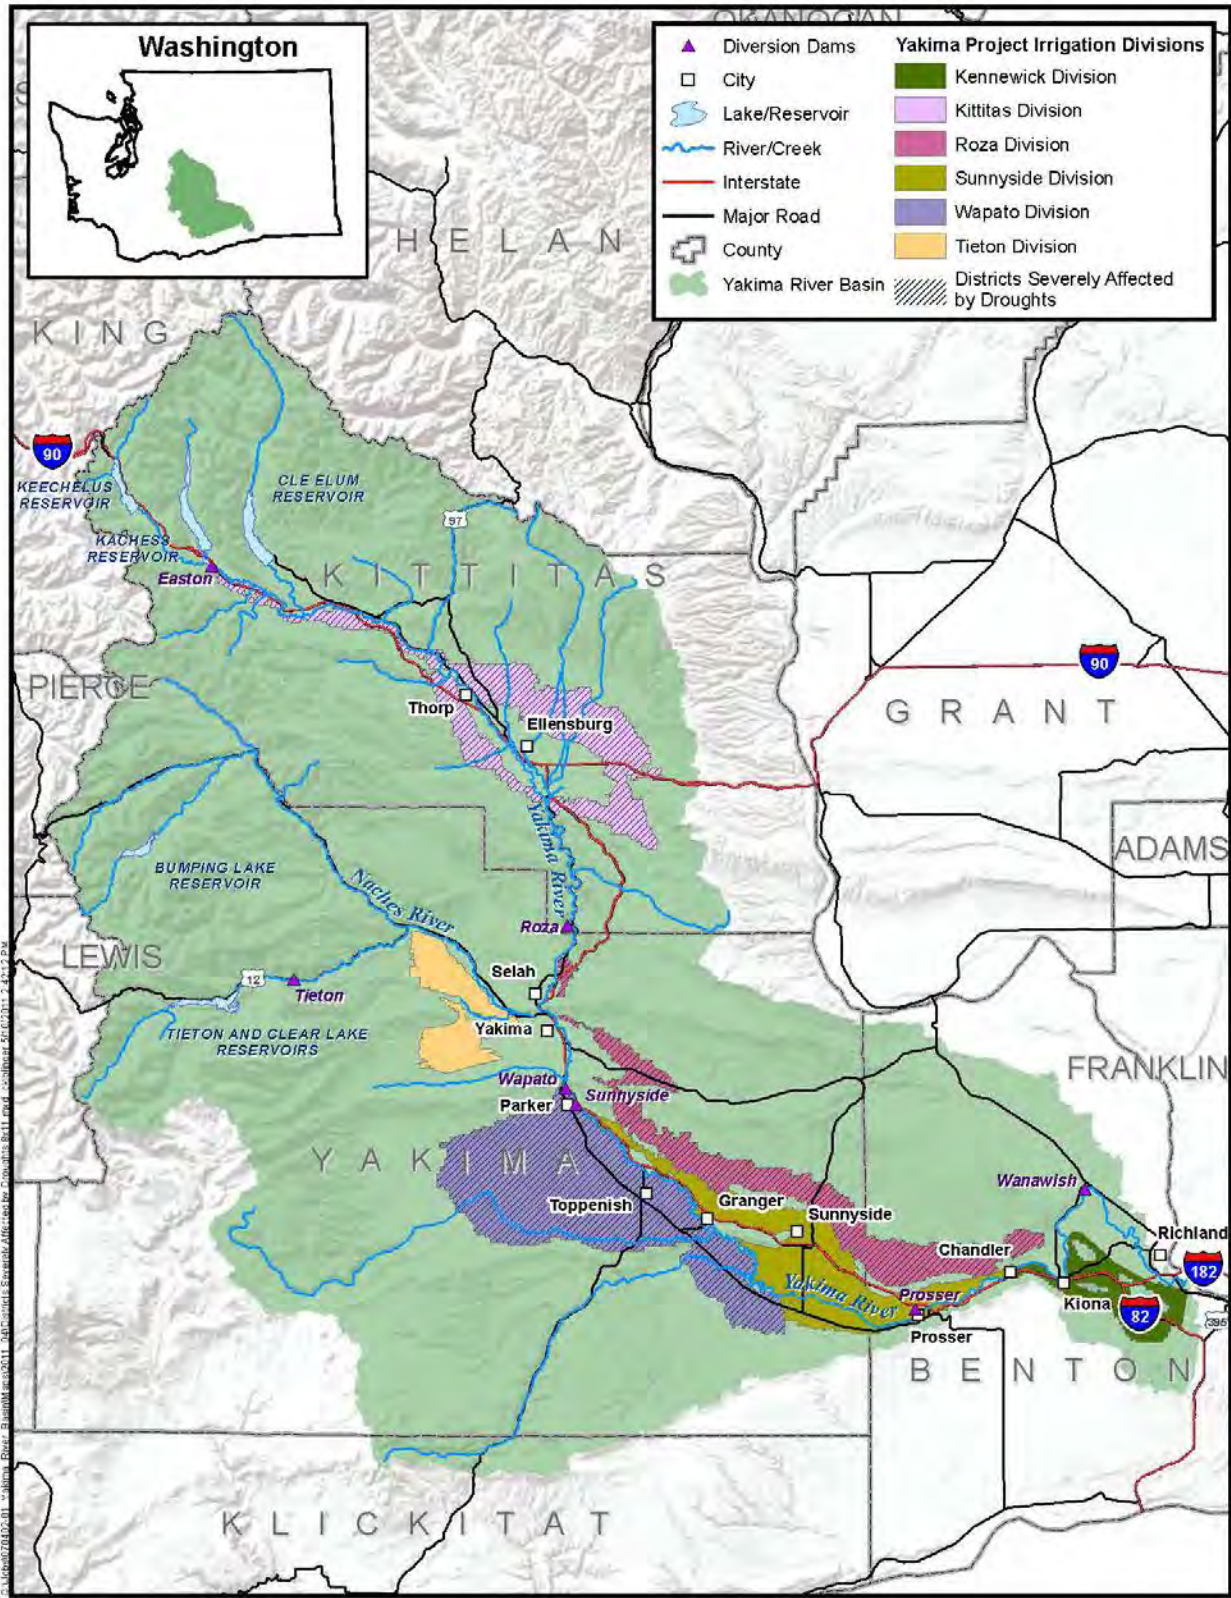 OKANOGAN
Washington
Diversion Dams
City
Lake/Reservoir
River/Creek
Interstate
Major Road
County
Yakima River Basin
Yakima Project Irrigation Divisions
Kennewick Division
Kittitas Division
Roza Division
Sunnyside Division
Wapato Division
Tieton Division
Districts Severely Affected
by Droughts
HELAN
KING
90
KEECHELUS
RESERVOIR
CLE ELUM
RESERVOIR
97
KACHESS
RESERVOIR
Easton
KITTITAS
90
PIERCE
Thorp
Ellensburg
GRANT
Yakima River
ADAMS
BUMPING LAKE
RESERVOIR
Naches River
Roza
LEWIS
Selah
12
Tieton
Yakima
TIETON AND CLEAR LAKE
RESERVOIRS
FRANKLIN
Wapato
Sunnyside
Parker
YAKIMA
Wanawish
Toppenish
Granger
Sunnyside
Richland
Chandler
182
Yakima River
Prosser
Kiona
82
395
Prosser
BENTON
KLICKITAT